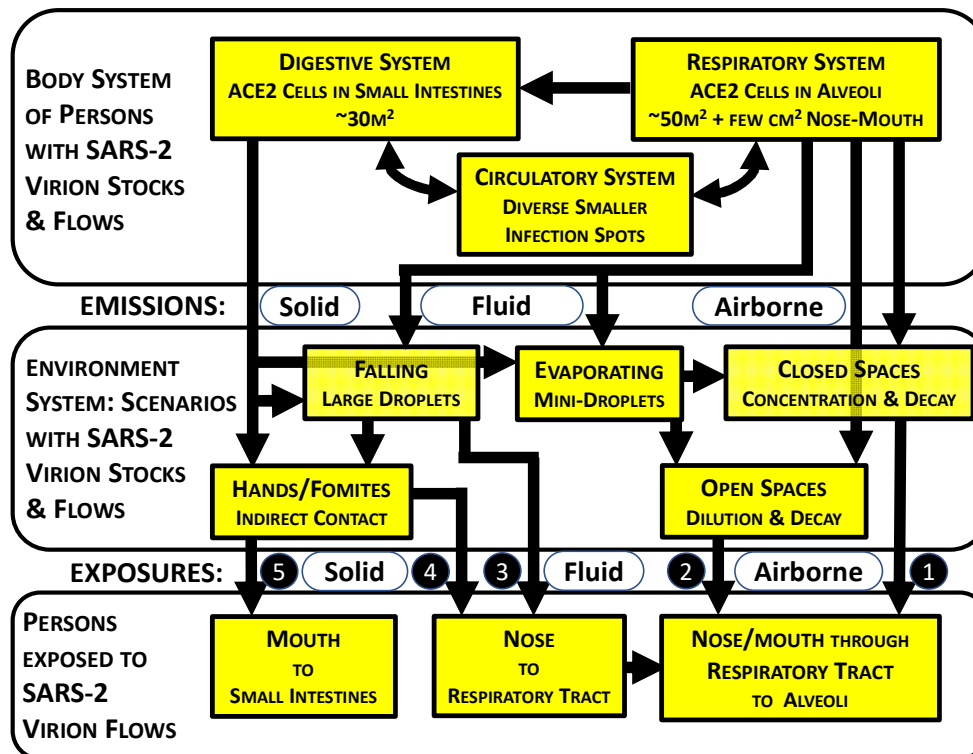 Body System
of Persons
with SARS-2
Virion Stocks
& Flows
Digestive System
ACE2 Cells in Small Intestines
~30m²
Respiratory System
ACE2 Cells in Alveoli
~50m² + few cm² Nose-Mouth
Circulatory System
Diverse Smaller
Infection Spots
EMISSIONS:
Solid
Fluid
Airborne
Environment
System: Scenarios
with SARS-2
Virion Stocks
& Flows
Falling
Large Droplets
Evaporating
Mini-Droplets
Closed Spaces
Concentration & Decay
Hands/Fomites
Indirect Contact
Open Spaces
Dilution & Decay
EXPOSURES:
5
Solid
4
3
Fluid
2
Airborne
1
Persons
exposed to
SARS-2
Virion Flows
Mouth
to
Small Intestines
Nose
to
Respiratory Tract
Nose/mouth through
Respiratory Tract
to Alveoli